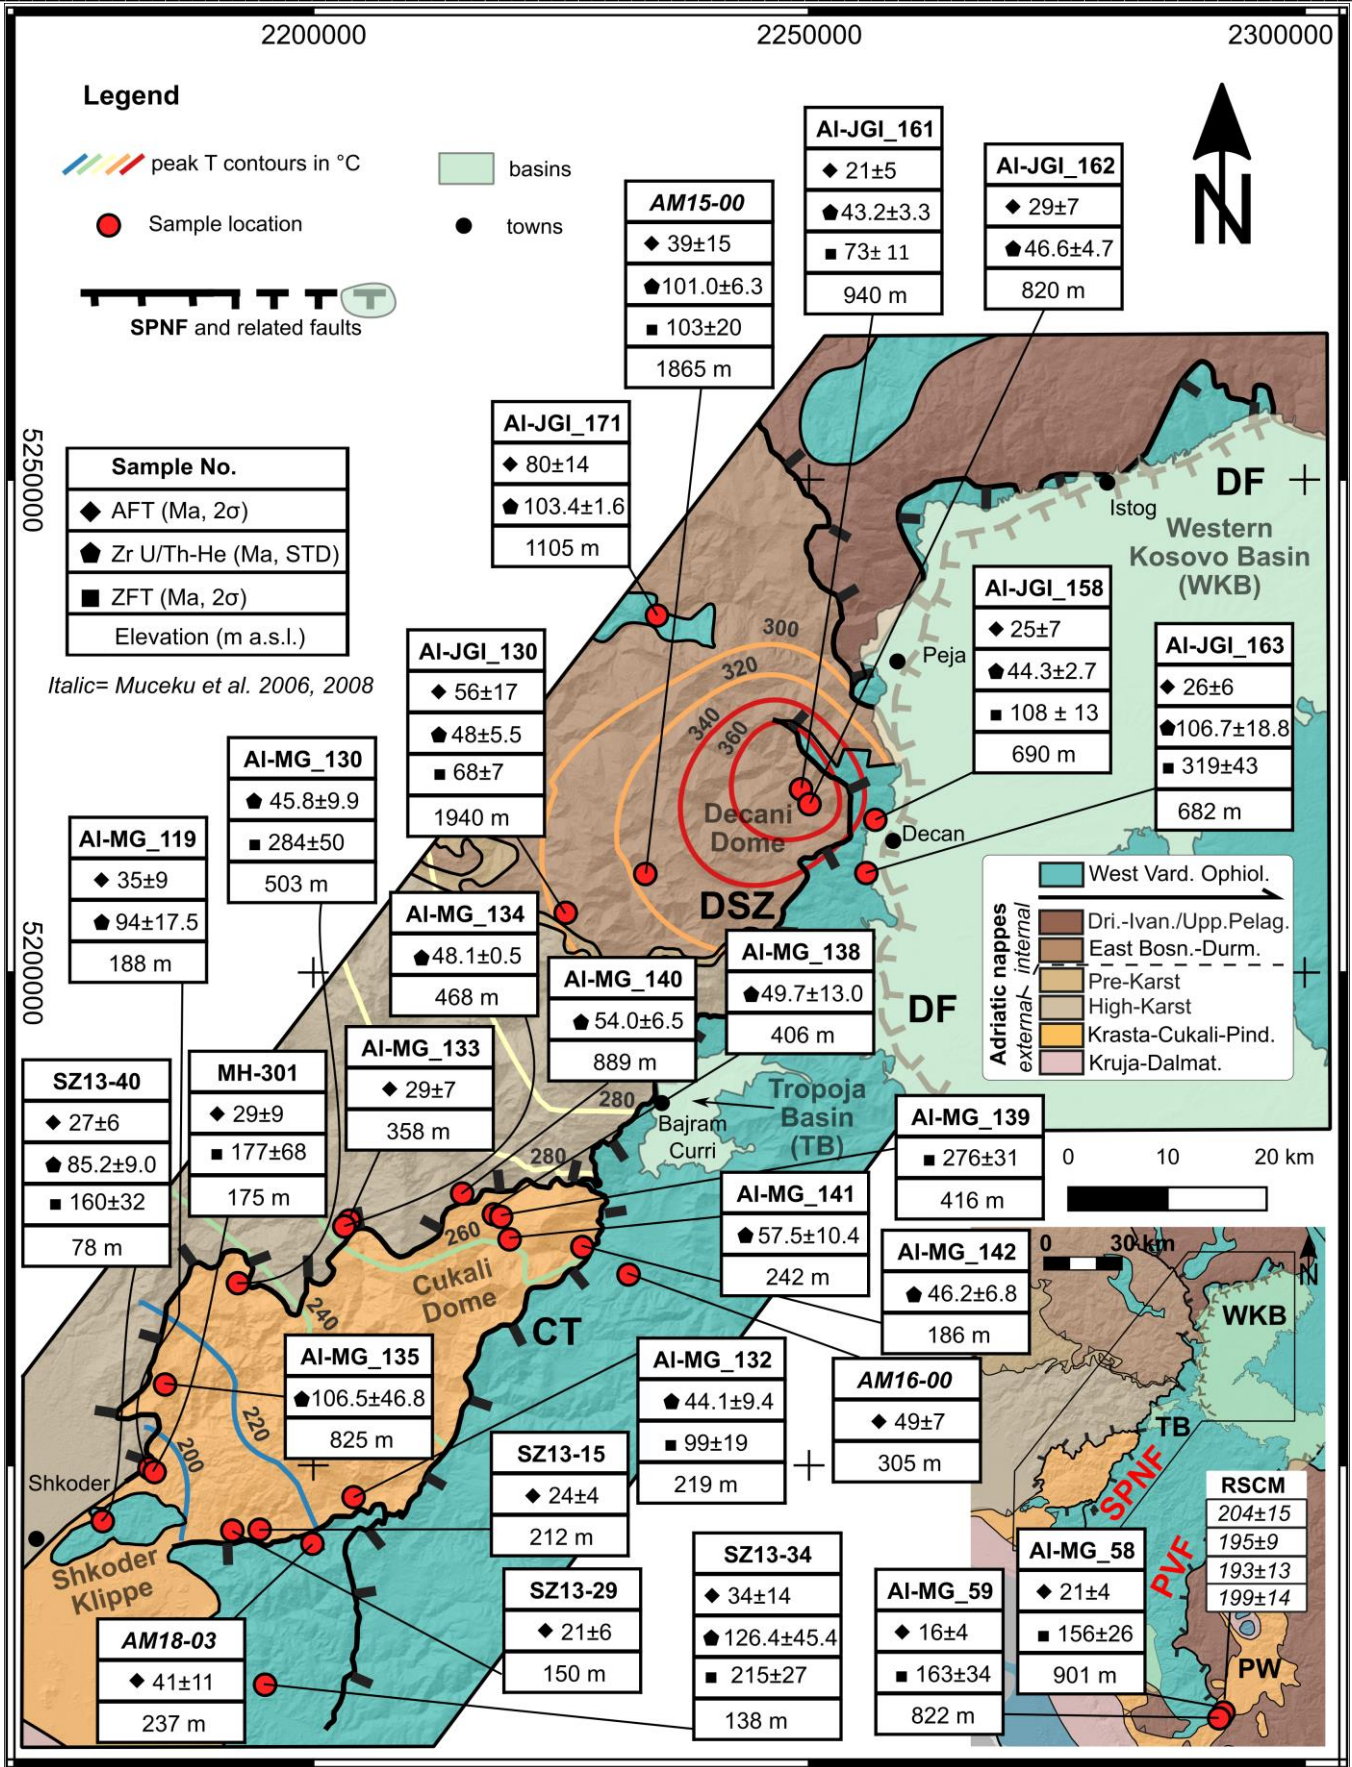 2200000
2250000
2300000
5250000
5200000
Legend
peak T contours in °C
Sample location
basins
towns
SPNF and related faults
N
Sample No.
AFT (Ma, 2σ)
Zr U/Th-He (Ma, STD)
ZFT (Ma, 2σ)
Elevation (m a.s.l.)
Italic= Muceku et al. 2006, 2008
Al-JGI_161
21±5
43.2±3.3
73± 11
940 m
Al-JGI_162
29±7
46.6±4.7
820 m
AM15-00
39±15
101.0±6.3
103±20
1865 m
Al-JGI_171
80±14
103.4±1.6
1105 m
Al-JGI_130
56±17
48±5.5
68±7
1940 m
Al-JGI_158
25±7
44.3±2.7
108 ± 13
690 m
Al-JGI_163
26±6
106.7±18.8
319±43
682 m
Al-MG_130
45.8±9.9
284±50
503 m
Al-MG_119
35±9
94±17.5
188 m
Al-MG_134
48.1±0.5
468 m
Al-MG_140
54.0±6.5
889 m
Al-MG_138
49.7±13.0
406 m
Al-MG_133
29±7
358 m
SZ13-40
27±6
85.2±9.0
160±32
78 m
MH-301
29±9
177±68
175 m
Al-MG_139
276±31
416 m
Al-MG_141
57.5±10.4
242 m
Al-MG_142
46.2±6.8
186 m
Al-MG_135
106.5±46.8
825 m
Al-MG_132
44.1±9.4
99±19
219 m
AM16-00
49±7
305 m
SZ13-15
24±4
212 m
SZ13-29
21±6
150 m
SZ13-34
34±14
126.4±45.4
215±27
138 m
AM18-03
41±11
237 m
Al-MG_59
16±4
163±34
822 m
Al-MG_58
21±4
156±26
901 m
RSCM
204±15
195±9
193±13
199±14
DF
Istog
Western
Kosovo Basin
(WKB)
Peja
Decan
300
320
340
360
Decani
Dome
DSZ
DF
West Vard. Ophiol.
Dri.-Ivan./Upp.Pelag.
East Bosn.-Durm.
Pre-Karst
High-Karst
Krasta-Cukali-Pind.
Kruja-Dalmat.
Adriatic nappes
external
internal
Tropoja
Basin
(TB)
Bajram
Curri
280
280
260
240
220
200
Cukali
Dome
CT
Shkoder
Shkoder
Klippe
0 10 20 km
0 30 km
N
WKB
TB
SPNF
PVF
PW